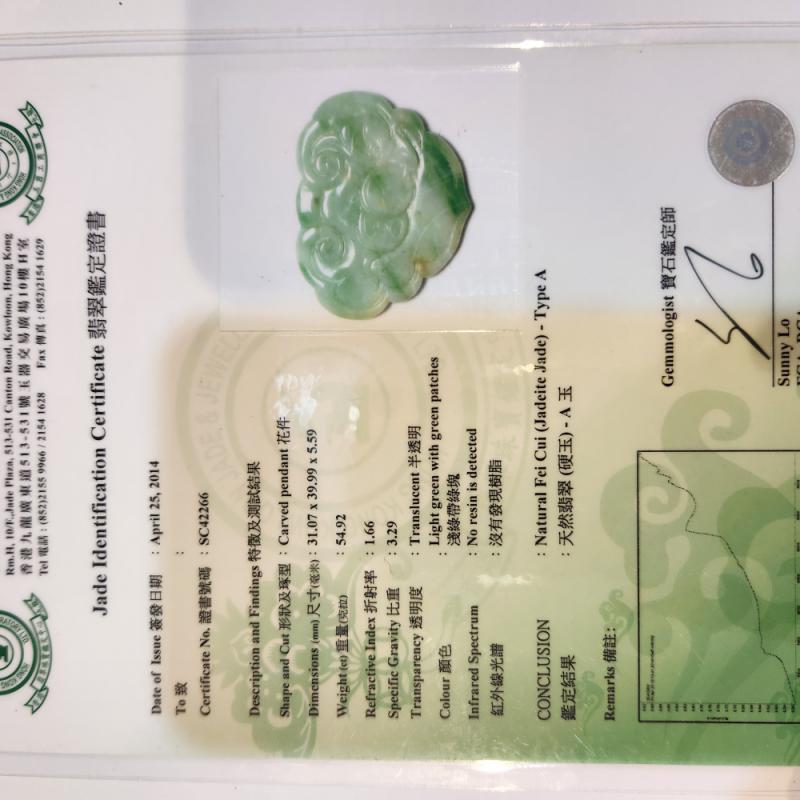 Rm.H, 10/F., Jade Plaza, 513-531 Canton Road, Kowloon, Hong Kong
香港九龍廣東道513-531號玉器交易廣場10樓H室
Tel 電話 : (852)2155 9966 / 2154 1628 Fax 傳真 : (852)2154 1629
Jade Identification Certificate 翡翠鑑定證書
Date of Issue 簽發日期 : April 25, 2014
To 致 :
Certificate No. 證書號碼 : SC42266
Description and Findings 特徵及測試結果
Shape and Cut 形狀及琢型 : Carved pendant 花件
Dimensions (mm) 尺寸(毫米) : 31.07 x 39.99 x 5.59
Weight (ct) 重量(克拉) : 54.92
Refractive Index 折射率 : 1.66
Specific Gravity 比重 : 3.29
Transparency 透明度 : Translucent 半透明
Colour 顏色 : Light green with green patches
淺綠帶綠塊
Infrared Spectrum : No resin is detected
紅外線光譜 : 沒有發現樹脂
CONCLUSION : Natural Fei Cui (Jadeite Jade) - Type A
鑑定結果 : 天然翡翠 (硬玉) - A 玉
Remarks 備註:
Gemmologist 寶石鑑定師
Sunny Lo